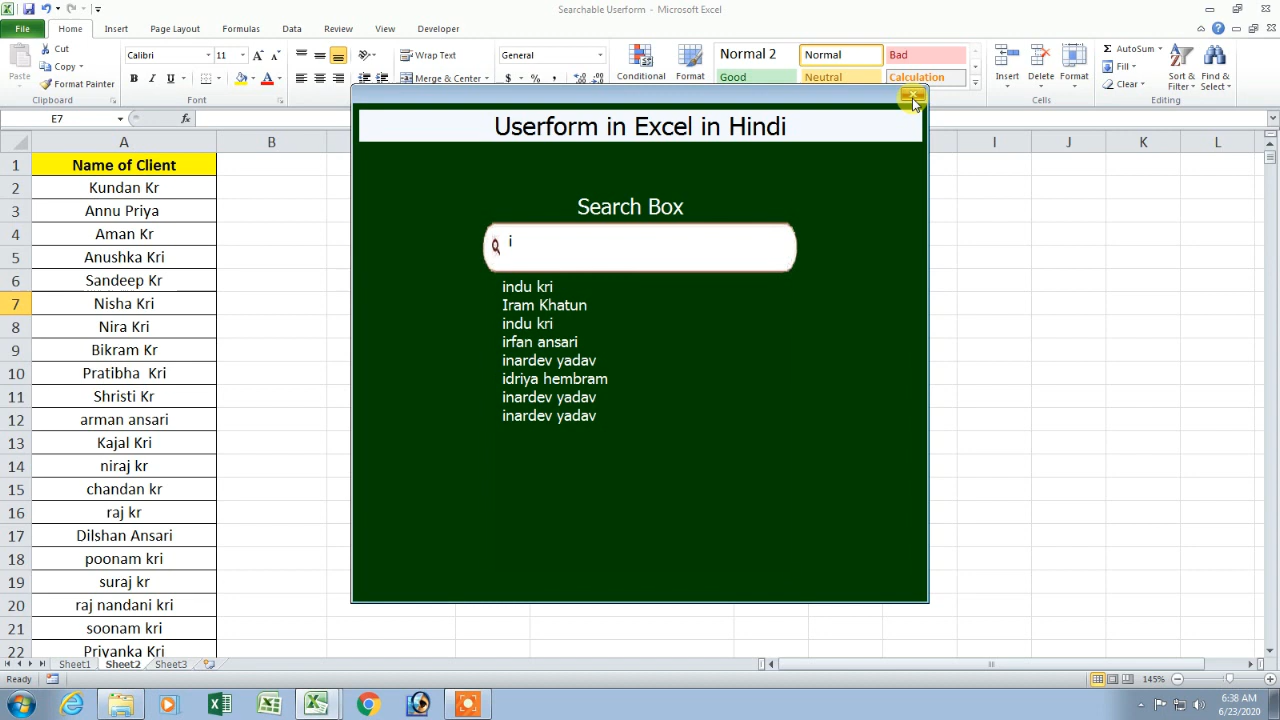 Searchable Userform - Microsoft Excel
File Home Insert Page Layout Formulas Data Review View Developer
Cut
Copy
Format Painter
Paste
Clipboard
Calibri 11
Font
Wrap Text
Merge & Center
General
Conditional Format
Normal 2 Normal Bad
Good Neutral Calculation
Insert Delete Format
Cells
AutoSum
Fill
Clear
Sort & Filter
Find & Select
Editing
E7 fx
A B I J K L
1 Name of Client
2 Kundan Kr
3 Annu Priya
4 Aman Kr
5 Anushka Kri
6 Sandeep Kr
7 Nisha Kri
8 Nira Kri
9 Bikram Kr
10 Pratibha Kri
11 Shristi Kr
12 arman ansari
13 Kajal Kri
14 niraj kr
15 chandan kr
16 raj kr
17 Dilshan Ansari
18 poonam kri
19 suraj kr
20 raj nandani kri
21 soonam kri
22 Priyanka Kri
Userform in Excel in Hindi
Search Box
i
indu kri
Iram Khatun
indu kri
irfan ansari
inardev yadav
idriya hembram
inardev yadav
inardev yadav
Sheet1 Sheet2 Sheet3
Ready 145%
6:38 AM
6/23/2020